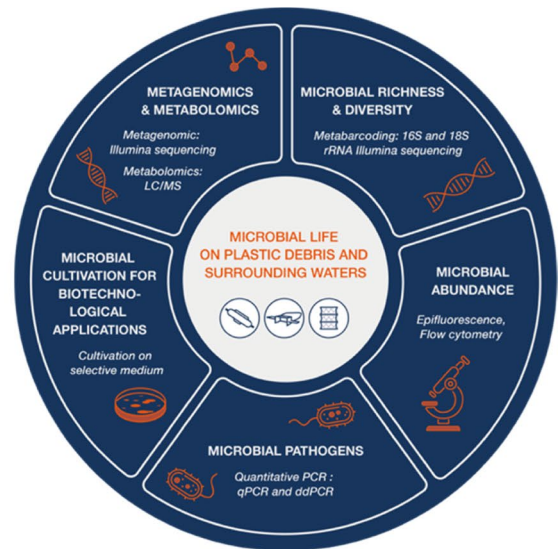 METAGENOMICS
& METABOLOMICS
Metagenomic:
Illumina sequencing
Metabolomics:
LC/MS
MICROBIAL RICHNESS
& DIVERSITY
Metabarcoding: 16S and 18S
rRNA Illumina sequencing
MICROBIAL LIFE
ON PLASTIC DEBRIS AND
SURROUNDING WATERS
MICROBIAL
CULTIVATION FOR
BIOTECHNO-
LOGICAL
APPLICATIONS
Cultivation on
selective medium
MICROBIAL
ABUNDANCE
Epifluorescence,
Flow cytometry
MICROBIAL PATHOGENS
Quantitative PCR :
qPCR and ddPCR